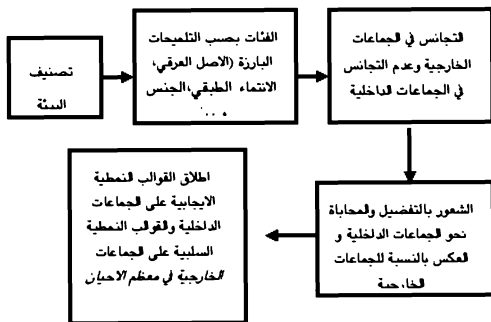 تصنيف
البيئة
الفئات بحسب التلميحات
البارزة (الاصل العرقي،
الانتماء الطبقي،الجنس
،...
التجانس في الجماعات
الخارجية وعدم التجانس
في الجماعات الداخلية
الشعور بالتفضيل والمحاباة
نحو الجماعات الداخلية و
العكس بالنسبة للجماعات
الخارجية
اطلاق القوالب النمطية
الايجابية على الجماعات
الداخلية والقوالب النمطية
السلبية على الجماعات
الخارجية في معظم الاحيان